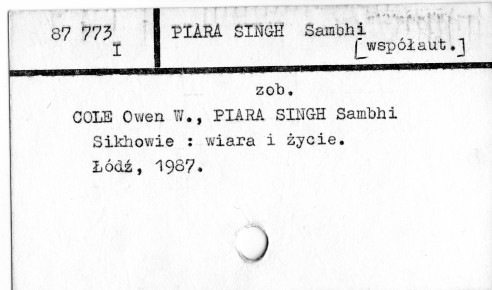 87 773 I
PIARA SINGH Sambhi
[współaut.]
zob.
COLE Owen W., PIARA SINGH Sambhi
Sikhowie : wiara i życie.
Łódź, 1987.